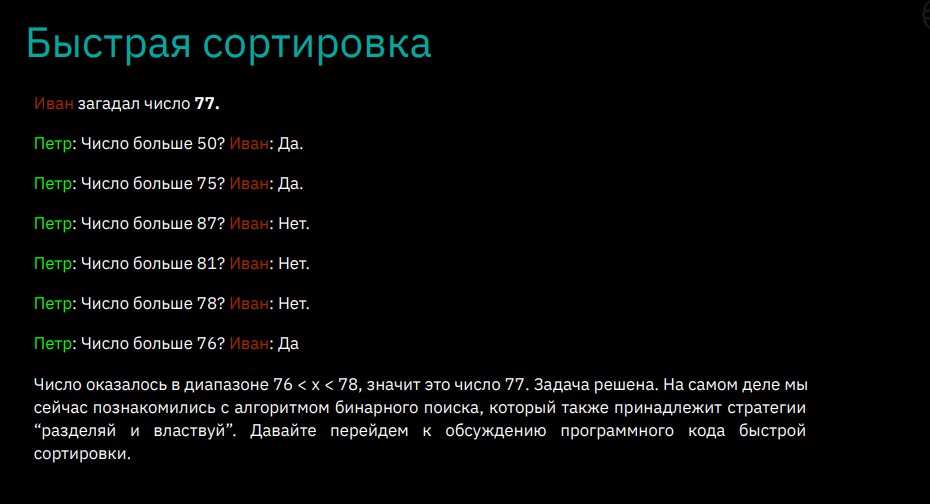 Быстрая сортировка
Иван загадал число 77.
Петр: Число больше 50? Иван: Да.
Петр: Число больше 75? Иван: Да.
Петр: Число больше 87? Иван: Нет.
Петр: Число больше 81? Иван: Нет.
Петр: Число больше 78? Иван: Нет.
Петр: Число больше 76? Иван: Да
Число оказалось в диапазоне 76 < x < 78, значит это число 77. Задача решена. На самом деле мы
сейчас познакомились с алгоритмом бинарного поиска, который также принадлежит стратегии
“разделяй и властвуй”. Давайте перейдем к обсуждению программного кода быстрой
сортировки.